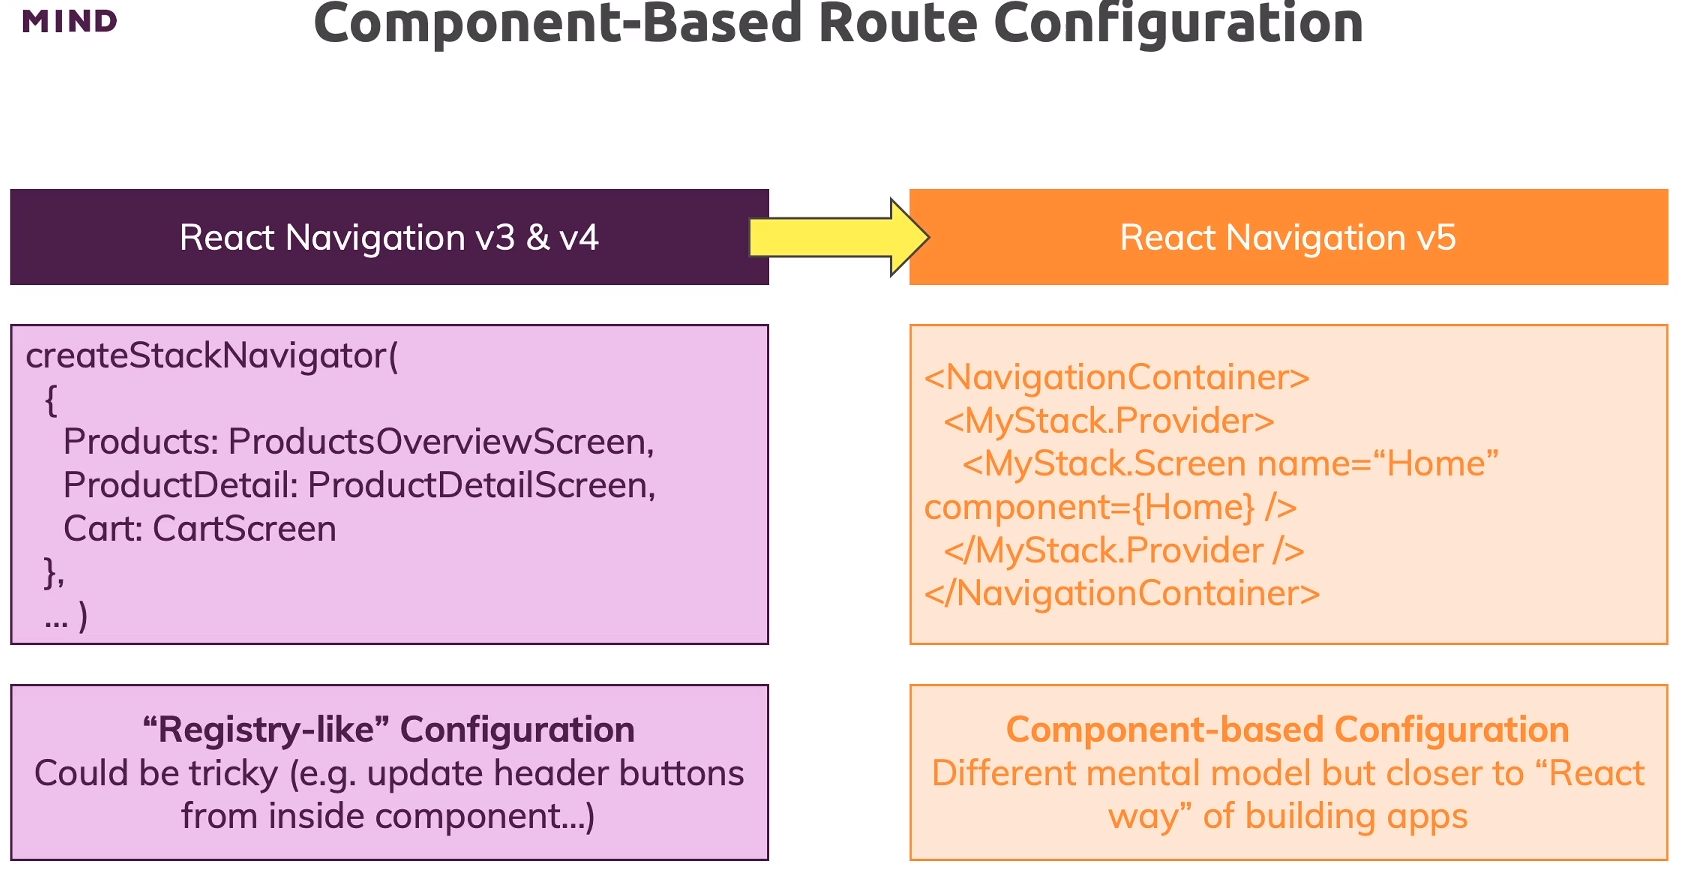 MIND
Component-Based Route Configuration
React Navigation v3 & v4
React Navigation v5
createStackNavigator(
{
Products: ProductsOverviewScreen,
ProductDetail: ProductDetailScreen,
Cart: CartScreen
},
... )
<NavigationContainer>
<MyStack.Provider>
<MyStack.Screen name=“Home”
component={Home} />
</MyStack.Provider />
</NavigationContainer>
“Registry-like” Configuration
Could be tricky (e.g. update header buttons
from inside component...)
Component-based Configuration
Different mental model but closer to “React
way” of building apps